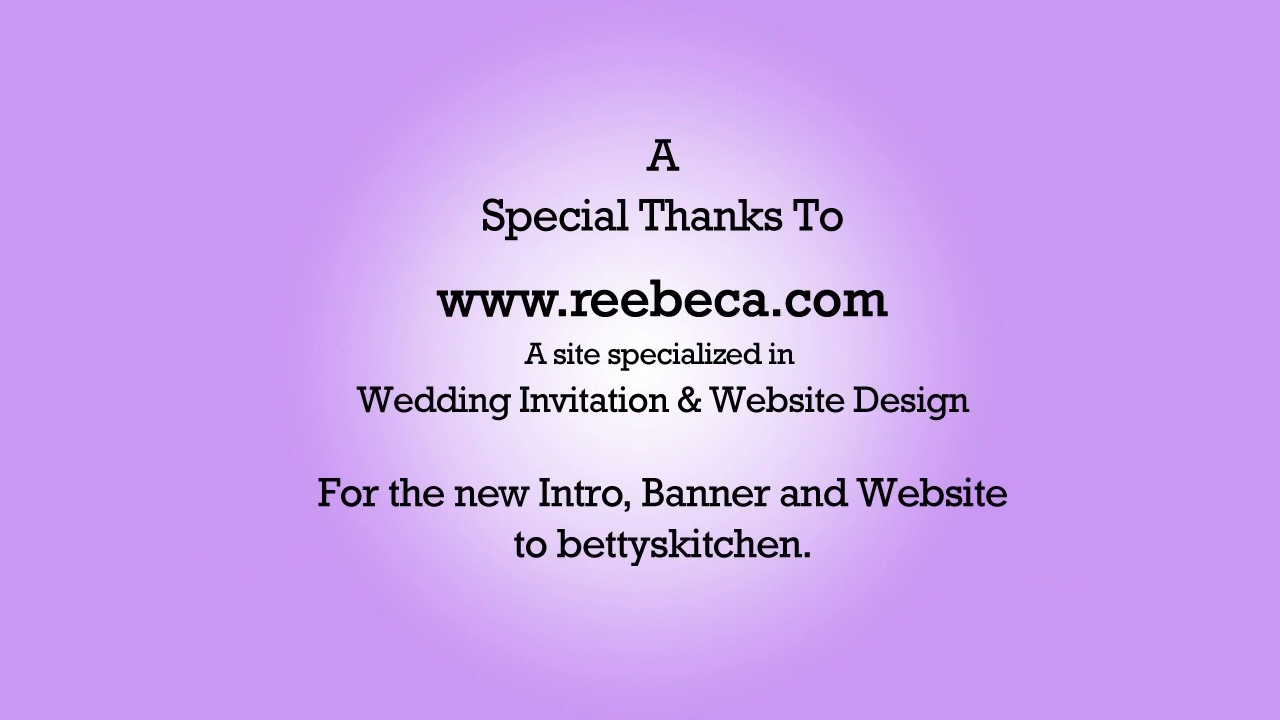 A
Special Thanks To
www.reebeca.com
A site specialized in
Wedding Invitation & Website Design
For the new Intro, Banner and Website
to bettyskitchen.